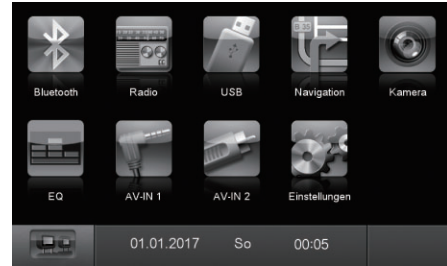 Bluetooth Radio USB Navigation Kamera
EQ AV-IN 1 AV-IN 2 Einstellungen
01.01.2017 So 00:05